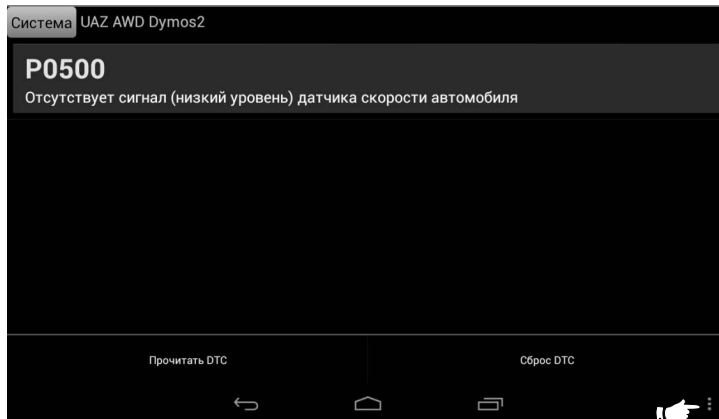 Система UAZ AWD Dymos2
P0500
Отсутствует сигнал (низкий уровень) датчика скорости автомобиля
Прочитать DTC Сброс DTC